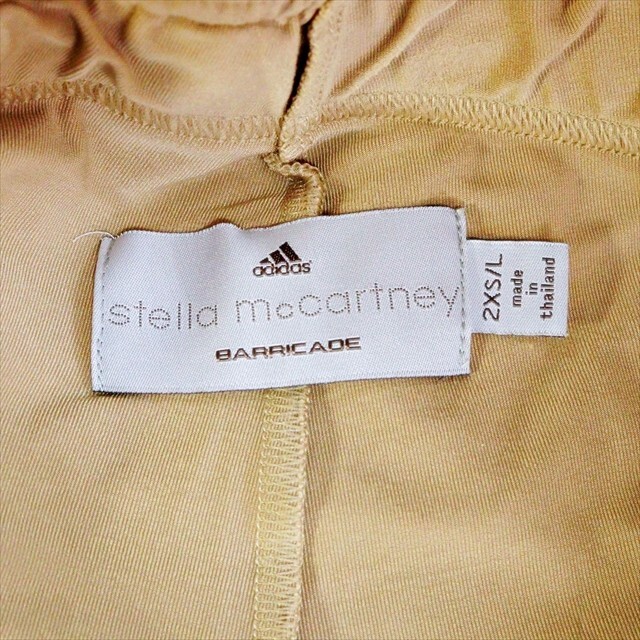 adidas
stella mccartney
BARRICADE
2XS/L
made
in
thailand